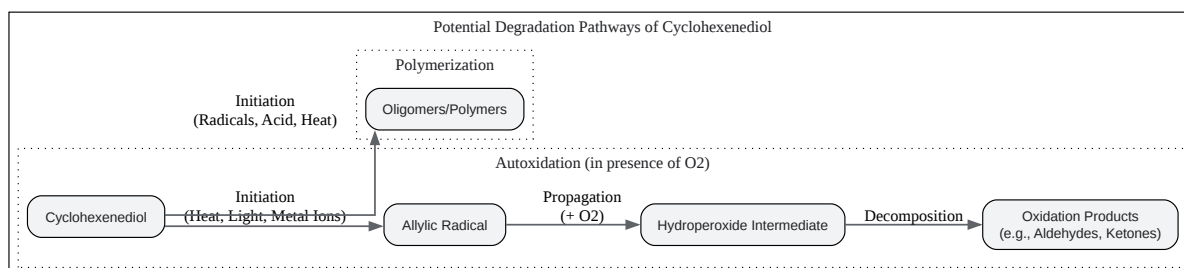 Potential Degradation Pathways of Cyclohexenediol
Polymerization
Oligomers/Polymers
Initiation
(Radicals, Acid, Heat)
Autoxidation (in presence of O2)
Cyclohexenediol
Initiation
(Heat, Light, Metal Ions)
Allylic Radical
Propagation
(+ O2)
Hydroperoxide Intermediate
Decomposition
Oxidation Products
(e.g., Aldehydes, Ketones)